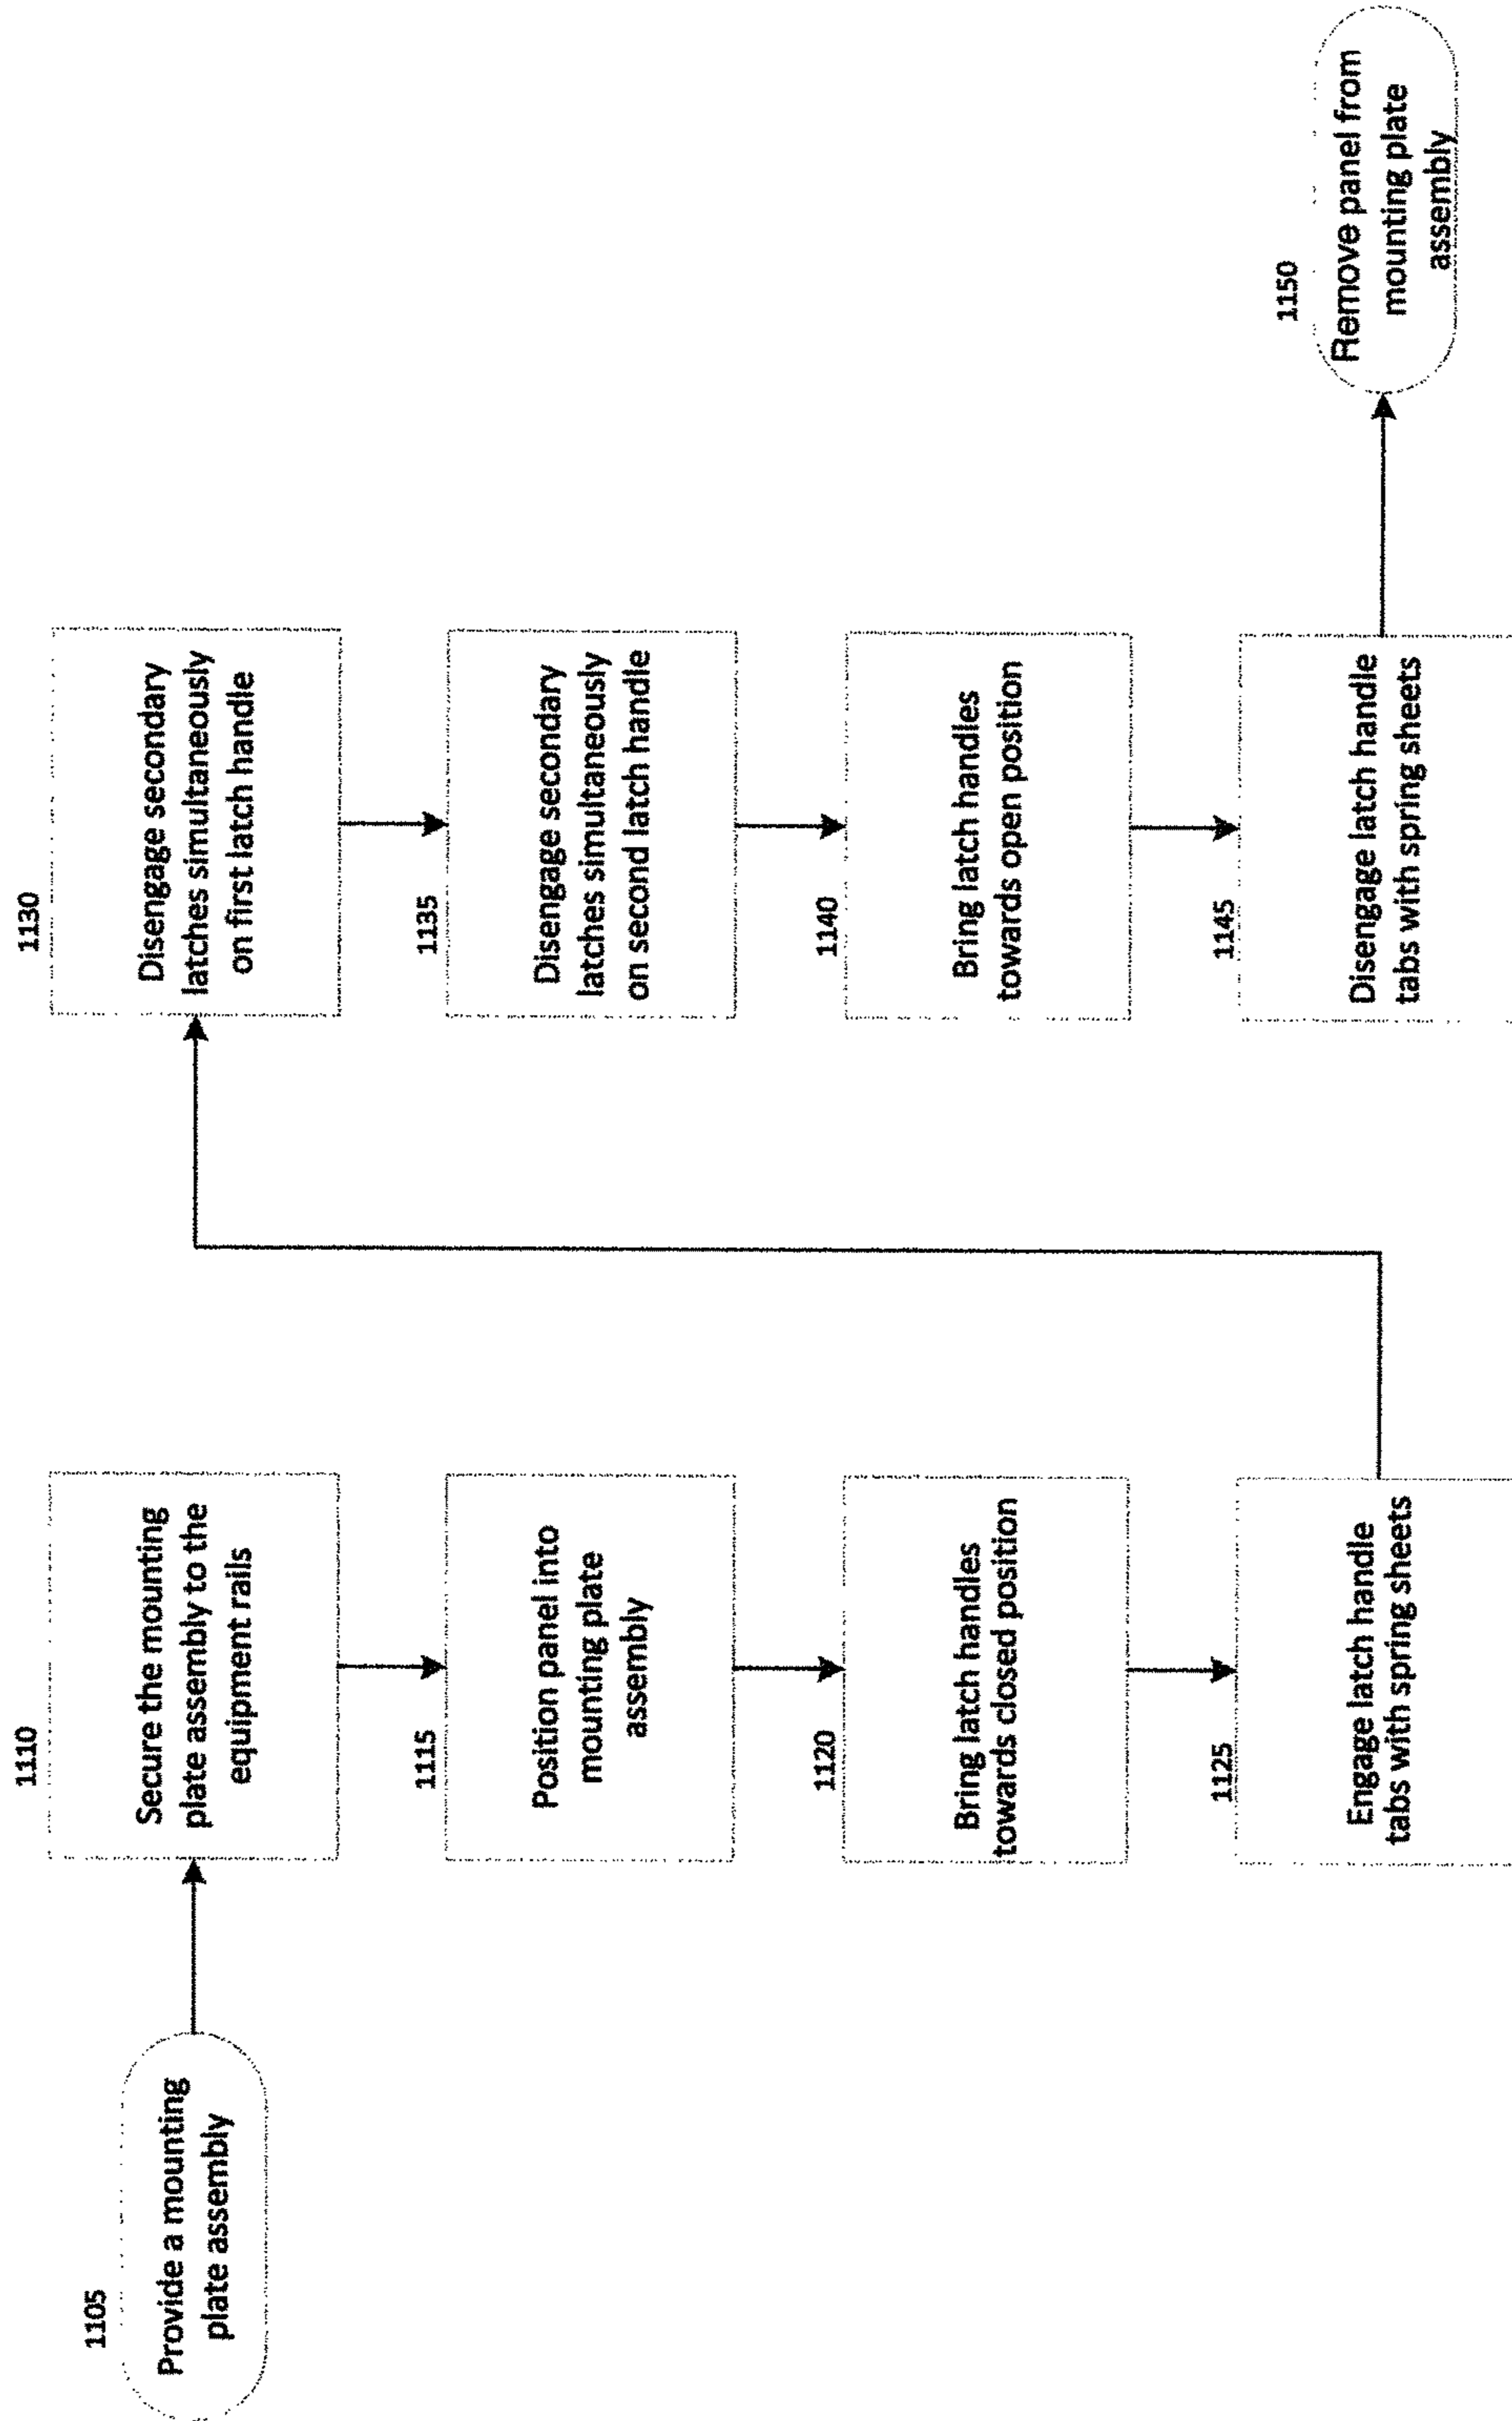 1105
Provide a mounting
plate assembly
1110
Secure the mounting
plate assembly to the
equipment rails
1115
Position panel into
mounting plate
assembly
1120
Bring latch handles
towards closed position
1125
Engage latch handle
tabs with spring sheets
1130
Disengage secondary
latches simultaneously
on first latch handle
1135
Disengage secondary
latches simultaneously
on second latch handle
1140
Bring latch handles
towards open position
1145
Disengage latch handle
tabs with spring sheets
1150
Remove panel from
mounting plate
assembly